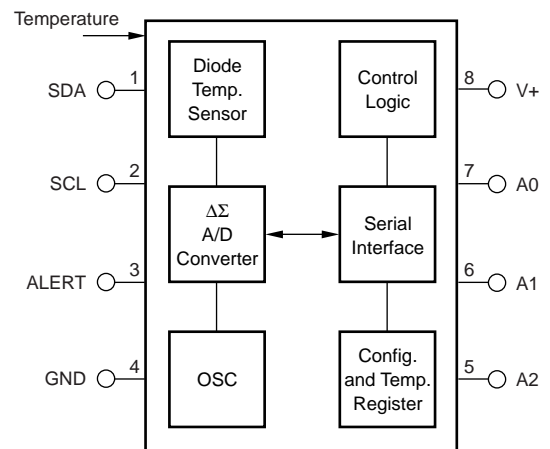 Temperature
1
SDA
2
SCL
3
ALERT
4
GND
Diode
Temp.
Sensor
ΔΣ
A/D
Converter
OSC
Control
Logic
Serial
Interface
Config.
and Temp.
Register
8
V+
7
A0
6
A1
5
A2